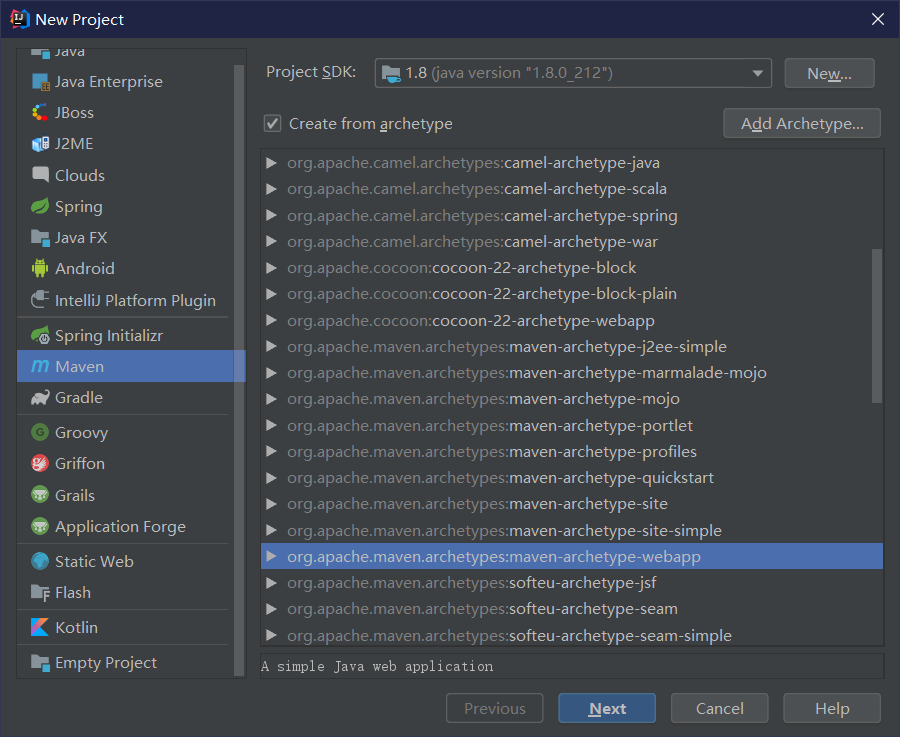 New Project
Java
Java Enterprise
JBoss
J2ME
Clouds
Spring
Java FX
Android
IntelliJ Platform Plugin
Spring Initializr
Maven
Gradle
Groovy
Griffon
Grails
Application Forge
Static Web
Flash
Kotlin
Empty Project
Project SDK:
1.8 (java version "1.8.0_212")
New...
Create from archetype
Add Archetype...
org.apache.camel.archetypes:camel-archetype-java
org.apache.camel.archetypes:camel-archetype-scala
org.apache.camel.archetypes:camel-archetype-spring
org.apache.camel.archetypes:camel-archetype-war
org.apache.cocoon:cocoon-22-archetype-block
org.apache.cocoon:cocoon-22-archetype-block-plain
org.apache.cocoon:cocoon-22-archetype-webapp
org.apache.maven.archetypes:maven-archetype-j2ee-simple
org.apache.maven.archetypes:maven-archetype-marmalade-mojo
org.apache.maven.archetypes:maven-archetype-mojo
org.apache.maven.archetypes:maven-archetype-portlet
org.apache.maven.archetypes:maven-archetype-profiles
org.apache.maven.archetypes:maven-archetype-quickstart
org.apache.maven.archetypes:maven-archetype-site
org.apache.maven.archetypes:maven-archetype-site-simple
org.apache.maven.archetypes:maven-archetype-webapp
org.apache.maven.archetypes:softeu-archetype-jsf
org.apache.maven.archetypes:softeu-archetype-seam
org.apache.maven.archetypes:softeu-archetype-seam-simple
A simple Java web application
Previous
Next
Cancel
Help